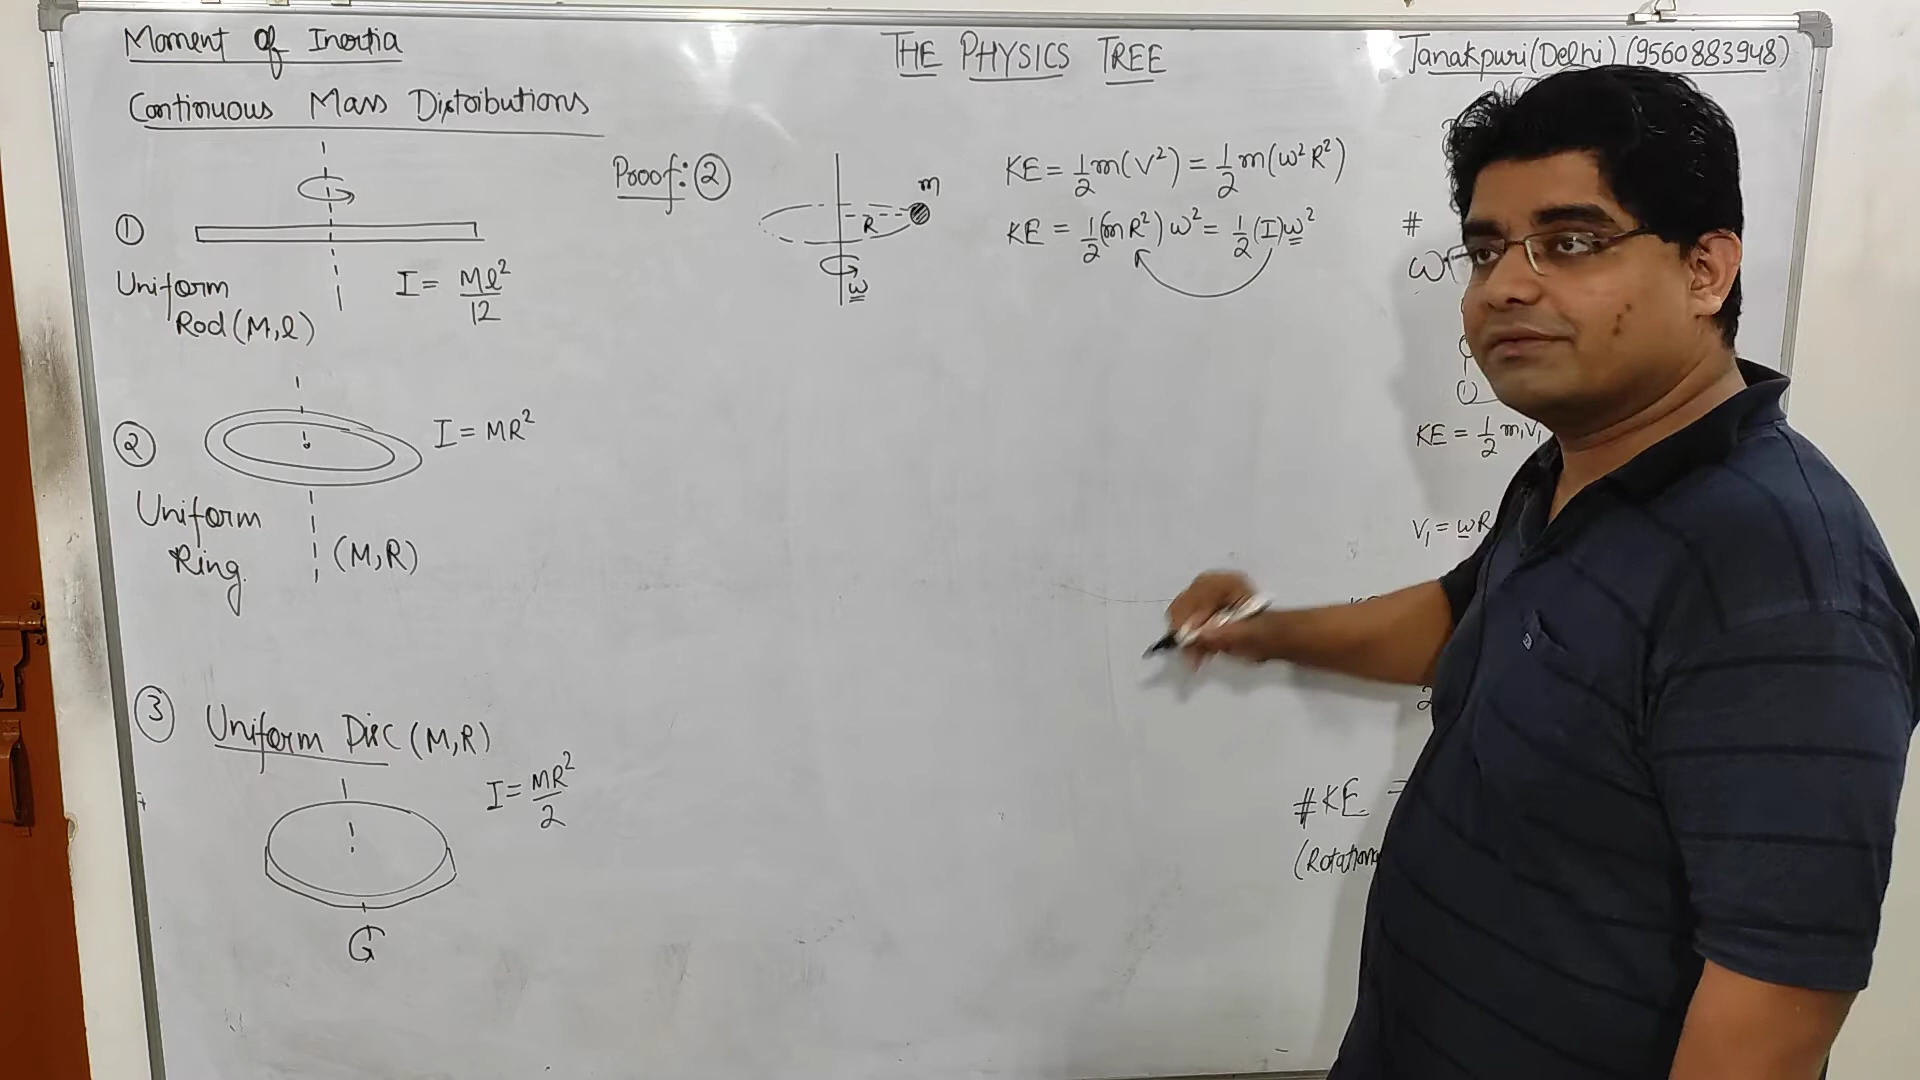 Moment of Inertia
THE PHYSICS TREE
Janakpuri (Delhi) (9560883948)
Continuous Mass Distributions
①
Uniform
Rod (M,l)
I = Ml²/12
②
I = MR²
Uniform
Ring
(M,R)
③ Uniform Disc (M,R)
I = MR²/2
Proof: ②
m
R
ω
KE = 1/2 m(V²) = 1/2 m(ω²R²)
KE = 1/2 (mR²) ω² = 1/2 (I) ω²
#
ω
KE = 1/2 m₁V₁
V₁ = ωR
2
# KE =
(Rotational